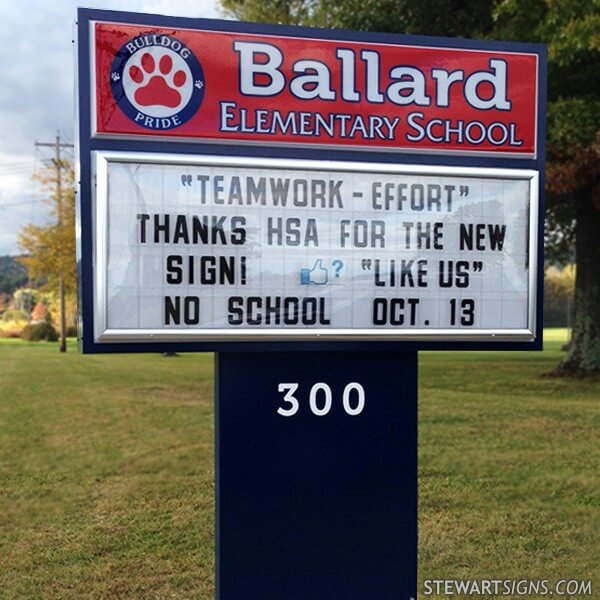 BULLDOG
PRIDE
Ballard
ELEMENTARY SCHOOL
"TEAMWORK - EFFORT"
THANKS HSA FOR THE NEW
SIGN! ? "LIKE US"
NO SCHOOL OCT. 13
300
STEWARTSIGNS.COM